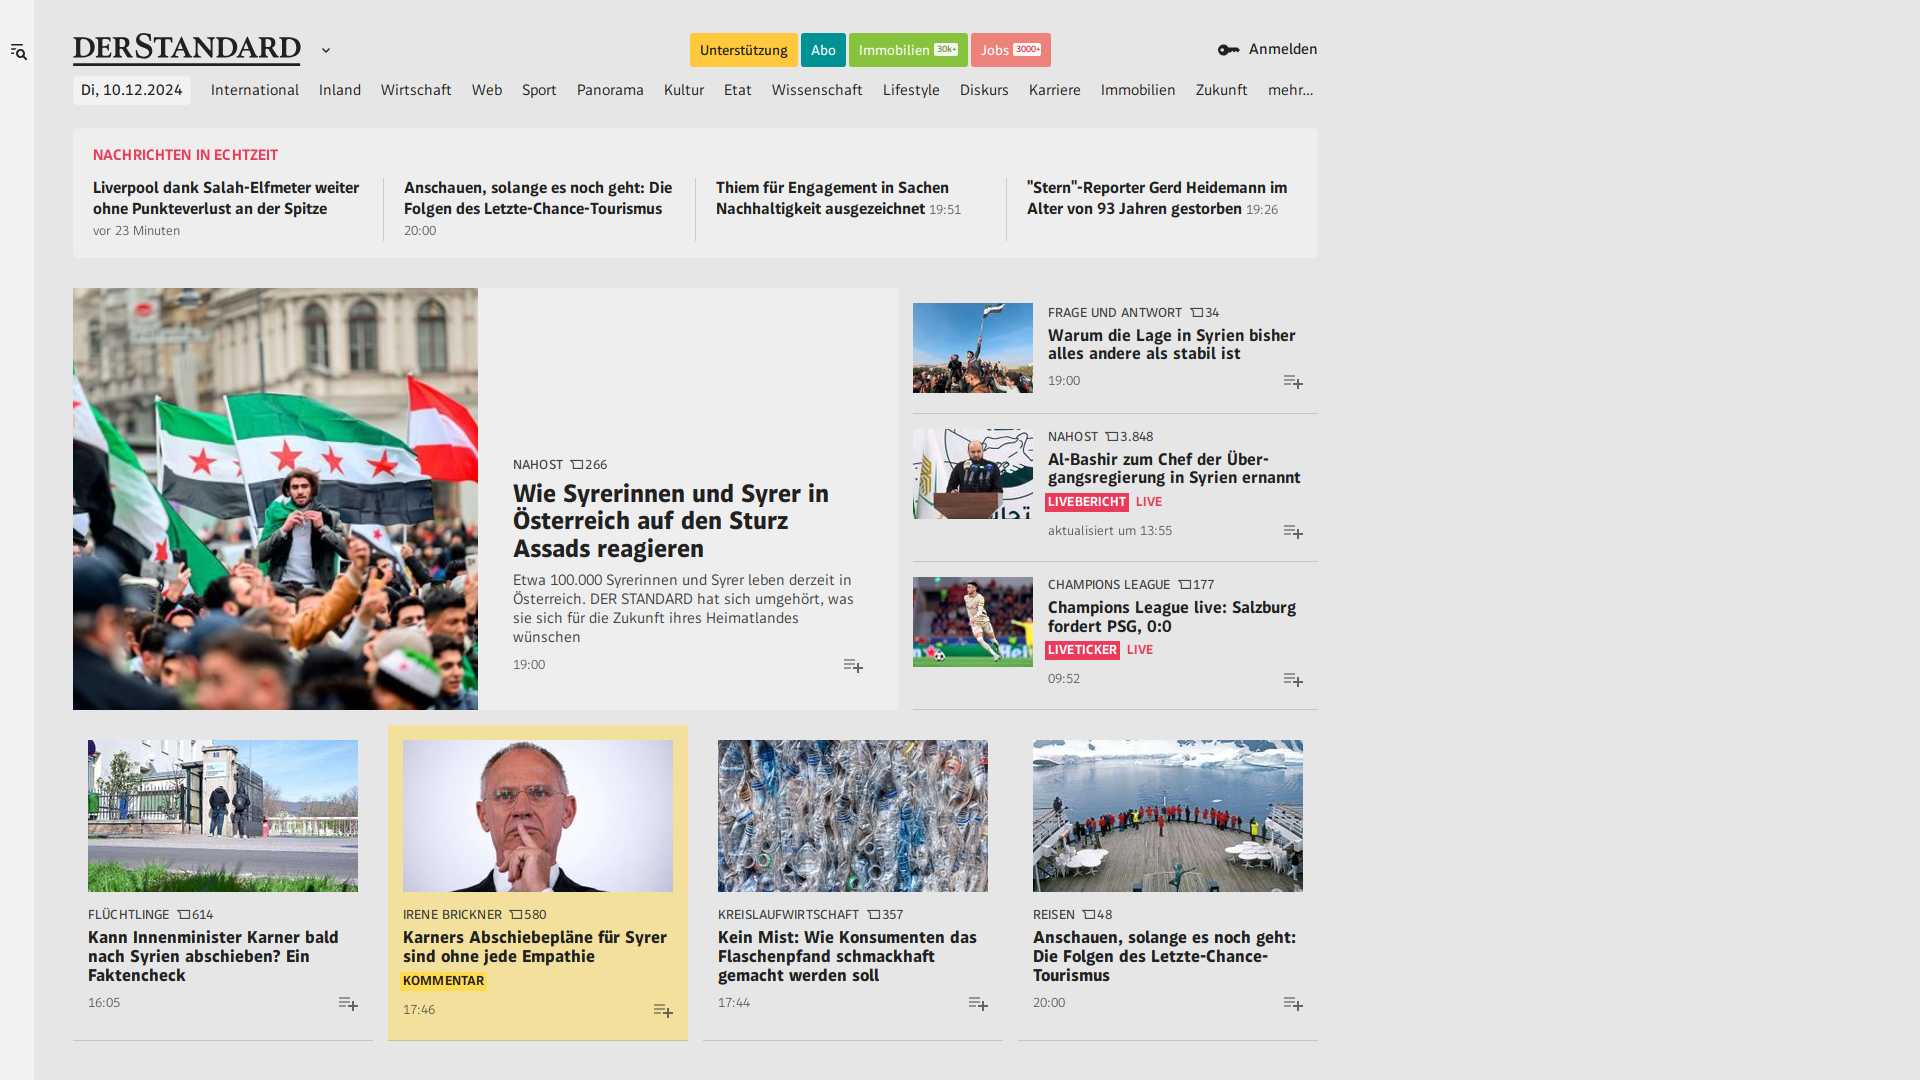 DERSTANDARD
Unterstützung
Abo
Immobilien 30k+
Jobs 3000+
Anmelden
Di, 10.12.2024
International
Inland
Wirtschaft
Web
Sport
Panorama
Kultur
Etat
Wissenschaft
Lifestyle
Diskurs
Karriere
Immobilien
Zukunft
mehr...
NACHRICHTEN IN ECHTZEIT
Liverpool dank Salah-Elfmeter weiter
ohne Punkteverlust an der Spitze
vor 23 Minuten
Anschauen, solange es noch geht: Die
Folgen des Letzte-Chance-Tourismus
20:00
Thiem für Engagement in Sachen
Nachhaltigkeit ausgezeichnet 19:51
"Stern"-Reporter Gerd Heidemann im
Alter von 93 Jahren gestorben 19:26
NAHOST 266
Wie Syrerinnen und Syrer in
Österreich auf den Sturz
Assads reagieren
Etwa 100.000 Syrerinnen und Syrer leben derzeit in
Österreich. DER STANDARD hat sich umgehört, was
sie sich für die Zukunft ihres Heimatlandes
wünschen
19:00
FRAGE UND ANTWORT 34
Warum die Lage in Syrien bisher
alles andere als stabil ist
19:00
NAHOST 3.848
Al-Bashir zum Chef der Über-
gangsregierung in Syrien ernannt
LIVEBERICHT LIVE
aktualisiert um 13:55
CHAMPIONS LEAGUE 177
Champions League live: Salzburg
fordert PSG, 0:0
LIVETICKER LIVE
09:52
FLÜCHTLINGE 614
Kann Innenminister Karner bald
nach Syrien abschieben? Ein
Faktencheck
16:05
IRENE BRICKNER 580
Karners Abschiebepläne für Syrer
sind ohne jede Empathie
KOMMENTAR
17:46
KREISLAUFWIRTSCHAFT 357
Kein Mist: Wie Konsumenten das
Flaschenpfand schmackhaft
gemacht werden soll
17:44
REISEN 48
Anschauen, solange es noch geht:
Die Folgen des Letzte-Chance-
Tourismus
20:00